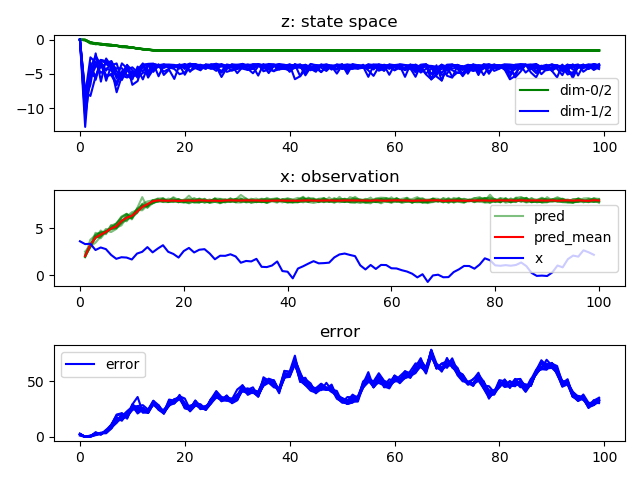 z: state space
0
−5
−10
dim-0/2
dim-1/2
0 20 40 60 80 100
x: observation
5
0
pred
pred_mean
x
0 20 40 60 80 100
error
50
0
error
0 20 40 60 80 100